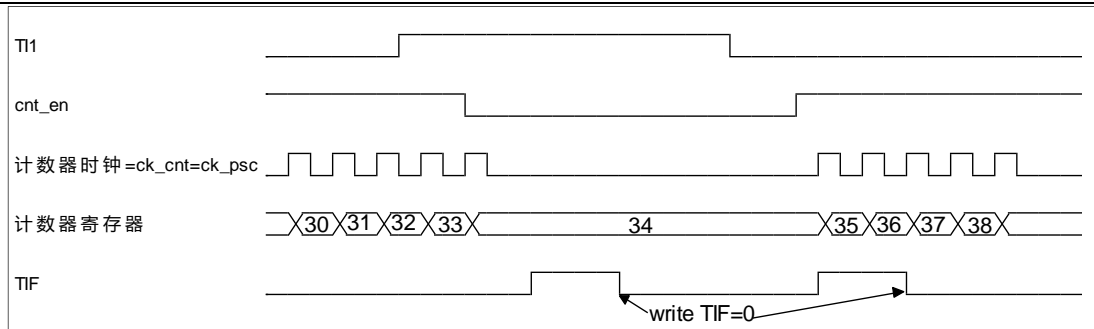 TI1
cnt_en
计数器时钟=ck_cnt=ck_psc
计数器寄存器 30 31 32 33 34 35 36 37 38
TIF
write TIF=0